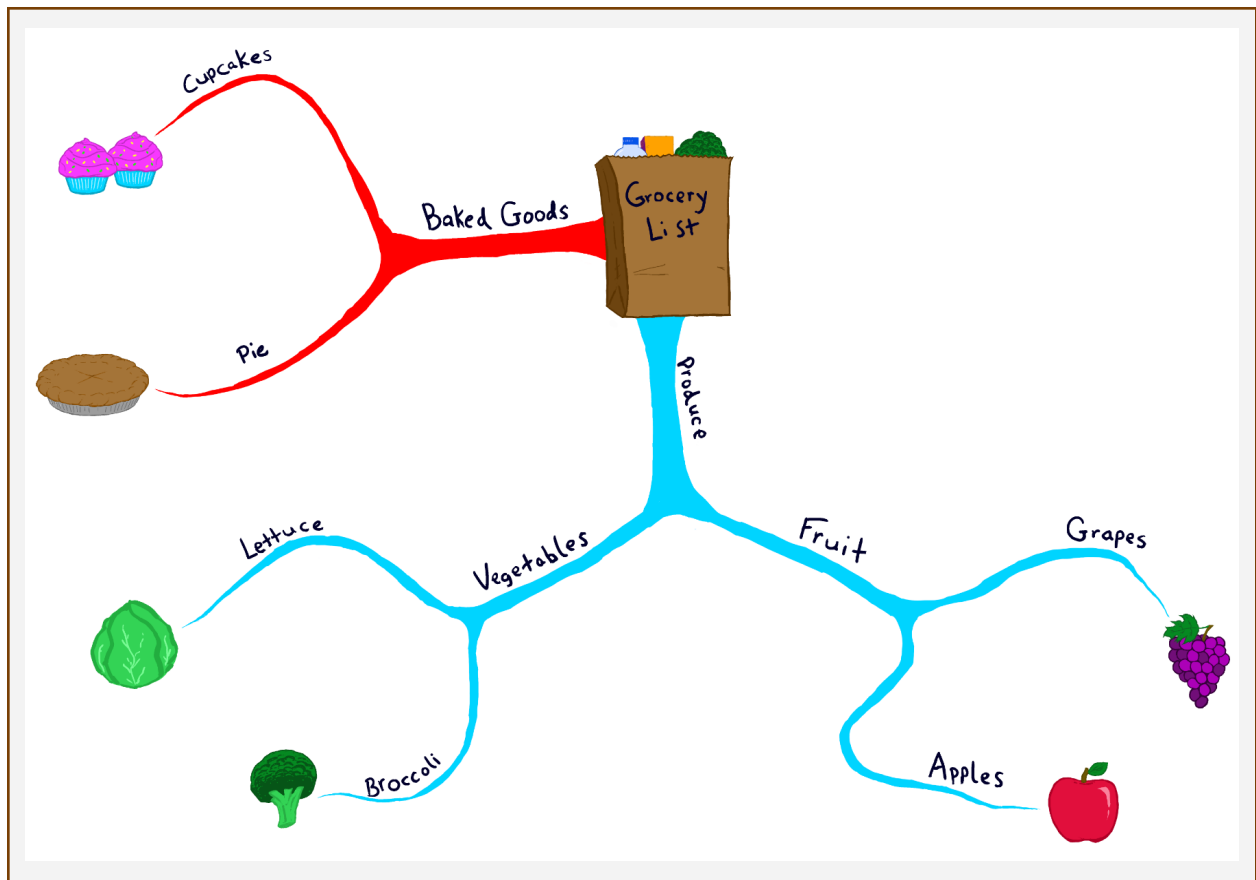 Cupcakes
Baked Goods
Grocery
List
Pie
Produce
Lettuce
Vegetables
Fruit
Grapes
Broccoli
Apples